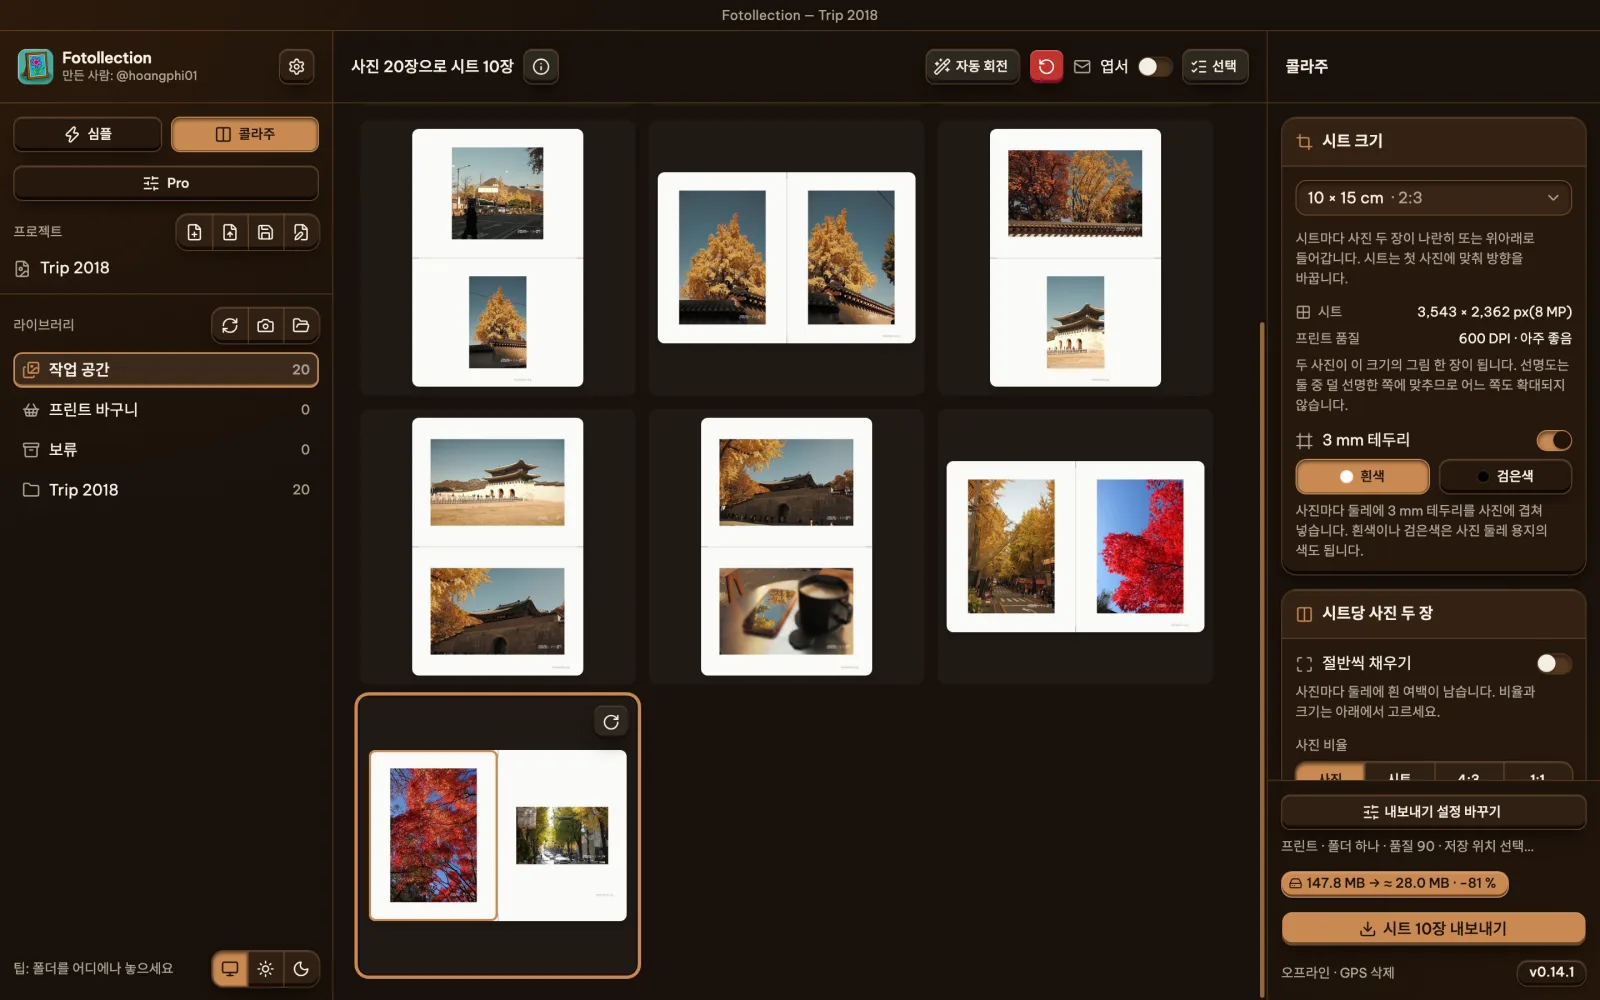 Fotollection — Trip 2018
Fotollection
만든 사람: @hoangphi01
심플
콜라주
Pro
프로젝트
Trip 2018
라이브러리
작업 공간 20
프린트 바구니 0
보류 0
Trip 2018 20
팁: 폴더를 어디에나 놓으세요
사진 20장으로 시트 10장
자동 회전
엽서
선택
콜라주
시트 크기
10 × 15 cm · 2:3
시트마다 사진 두 장이 나란히 또는 위아래로
들어갑니다. 시트는 첫 사진에 맞춰 방향을
바꿉니다.
시트 3,543 × 2,362 px(8 MP)
프린트 품질 600 DPI · 아주 좋음
두 사진이 이 크기의 그림 한 장이 됩니다. 선명도는
둘 중 덜 선명한 쪽에 맞추므로 어느 쪽도 확대되지
않습니다.
3 mm 테두리
흰색
검은색
사진마다 둘레에 3 mm 테두리를 사진에 겹쳐
넣습니다. 흰색이나 검은색은 사진 둘레 용지의
색도 됩니다.
시트당 사진 두 장
절반씩 채우기
사진마다 둘레에 흰 여백이 남습니다. 비율과
크기는 아래에서 고르세요.
사진 비율
사진 시트 4:3 1:1
내보내기 설정 바꾸기
프린트 · 폴더 하나 · 품질 90 · 저장 위치 선택...
147.8 MB → ≈ 28.0 MB · −81 %
시트 10장 내보내기
오프라인 · GPS 삭제
v0.14.1